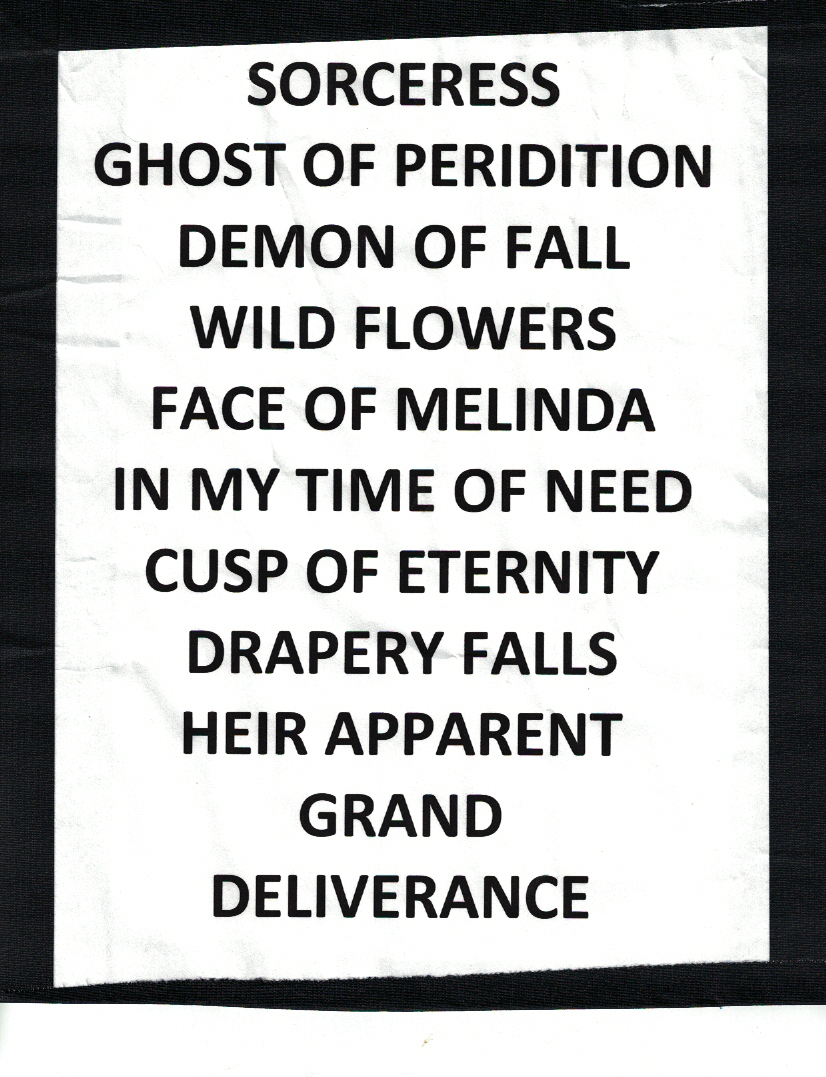 SORCERESS
GHOST OF PERIDITION
DEMON OF FALL
WILD FLOWERS
FACE OF MELINDA
IN MY TIME OF NEED
CUSP OF ETERNITY
DRAPERY FALLS
HEIR APPARENT
GRAND
DELIVERANCE